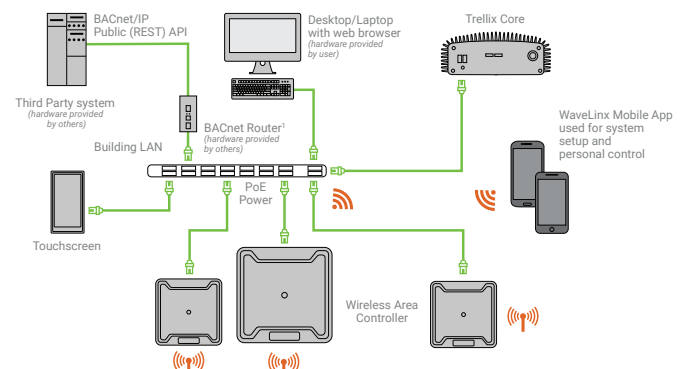 BACnet/IP
Public (REST) API
Desktop/Laptop
with web browser
(hardware provided
by user)
Trellix Core
Third Party system
(hardware provided
by others)
BACnet Router¹
(hardware provided
by others)
WaveLinx Mobile App
used for system
setup and
personal control
Building LAN
PoE
Power
Touchscreen
Wireless Area
Controller